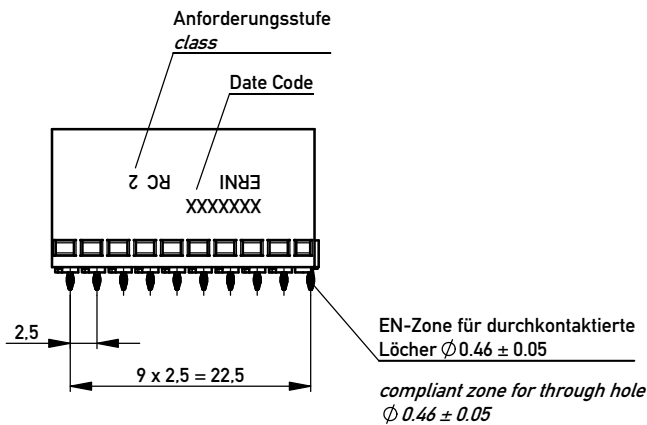 Anforderungsstufe
class
Date Code
RC 2 ERNI
XXXXXXX
2,5
9 x 2,5 = 22,5
EN-Zone für durchkontaktierte
Löcher ∅ 0.46 ± 0.05
compliant zone for through hole
∅ 0.46 ± 0.05